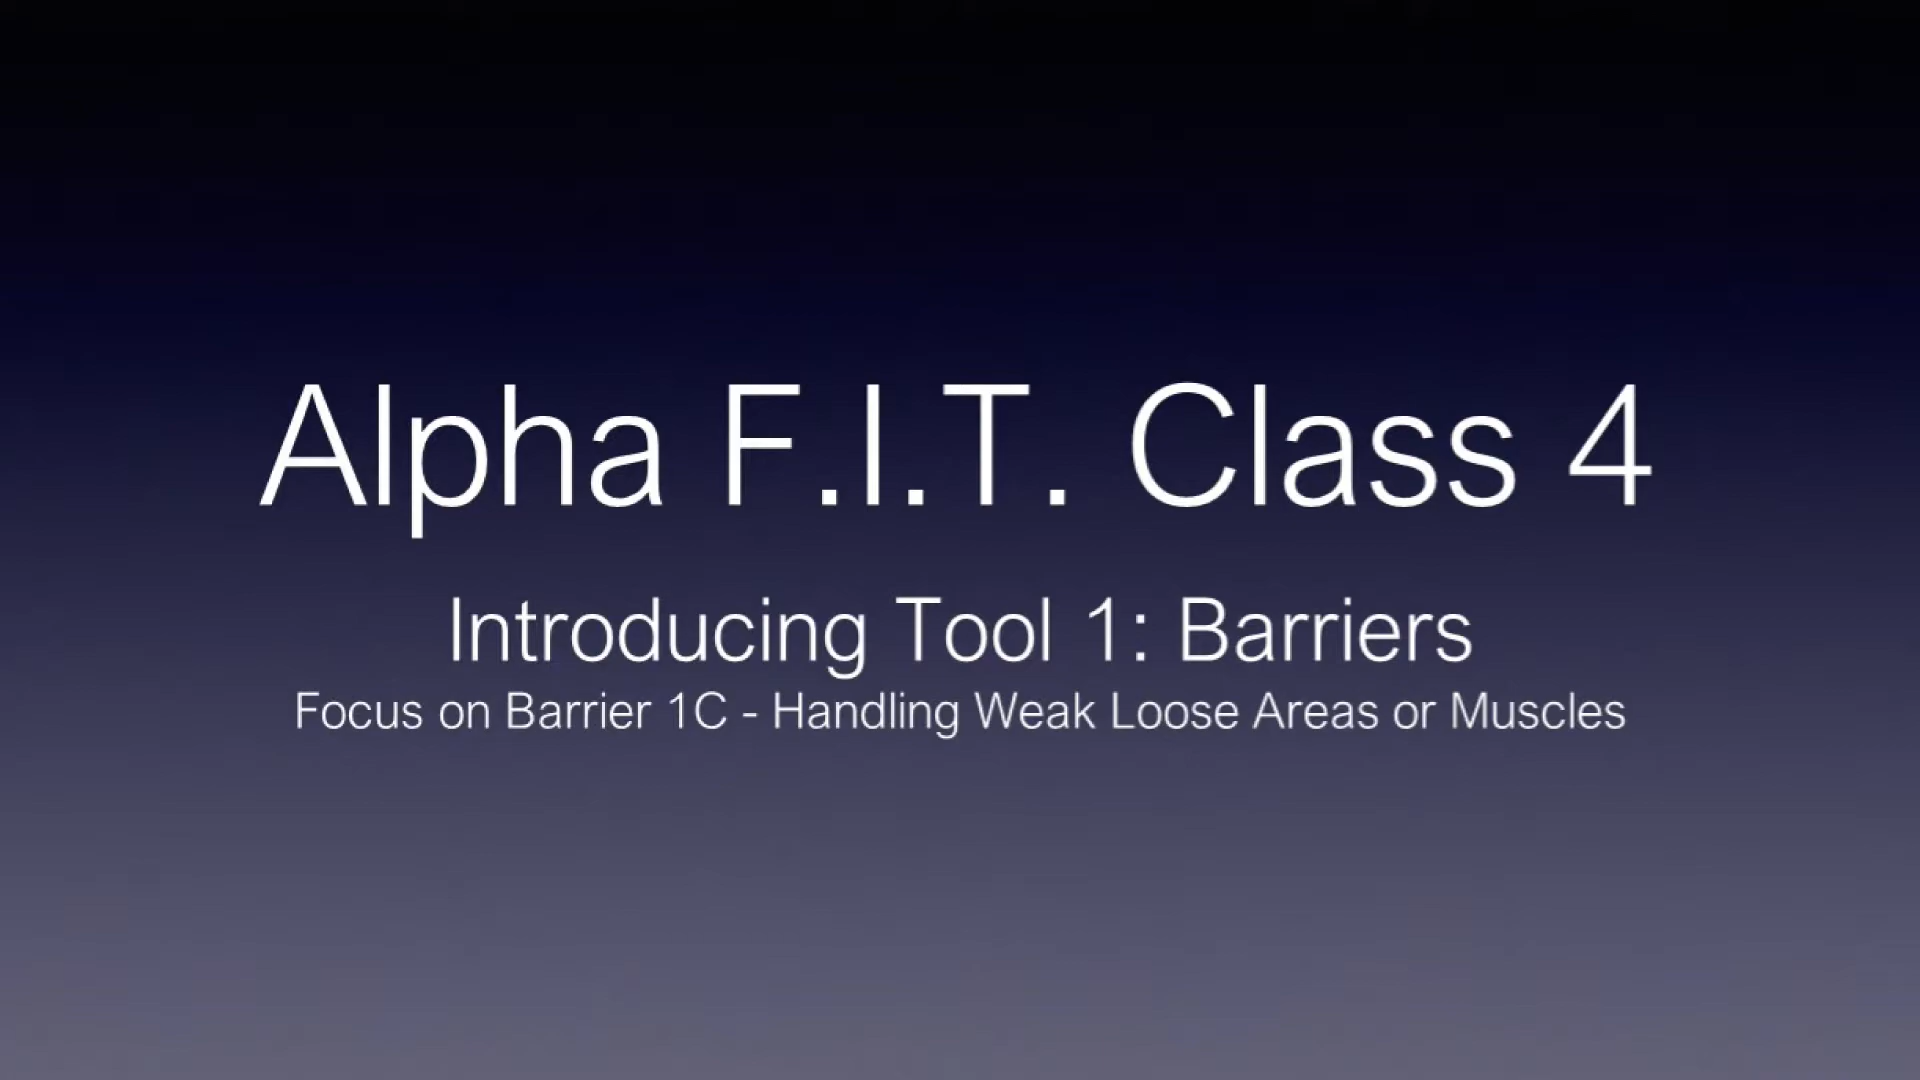 Alpha F.I.T. Class 4
Introducing Tool 1: Barriers
Focus on Barrier 1C - Handling Weak Loose Areas or Muscles